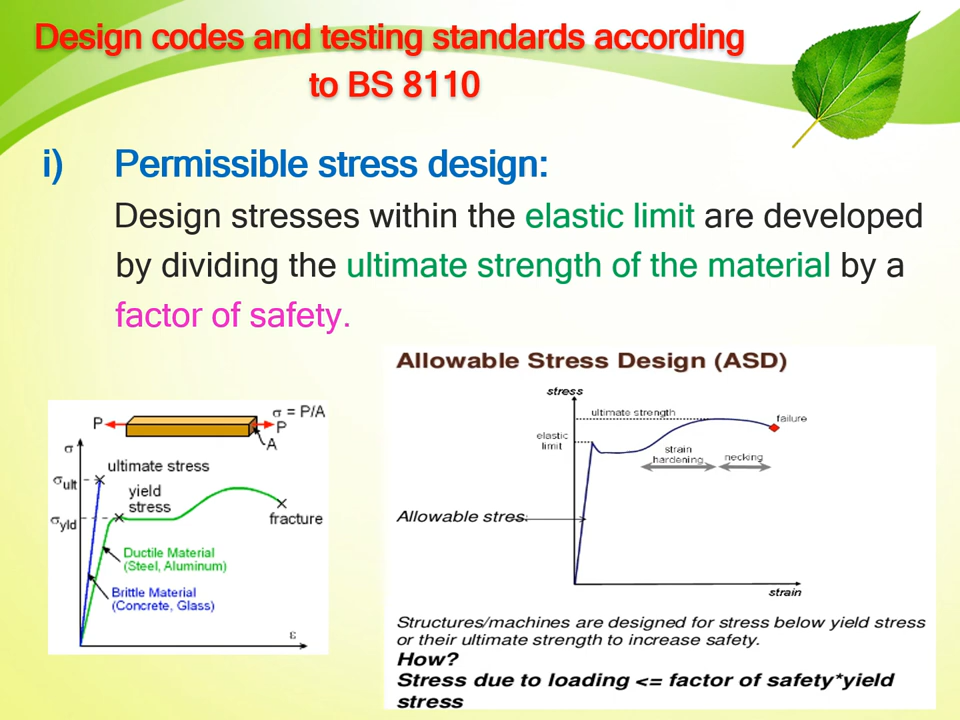 Design codes and testing standards according
to BS 8110
i) Permissible stress design:
Design stresses within the elastic limit are developed
by dividing the ultimate strength of the material by a
factor of safety.
σ = P/A
P
P
A
σ
ultimate stress
σult
yield
stress
σyld
fracture
Ductile Material
(Steel, Aluminum)
Brittle Material
(Concrete, Glass)
ε
Allowable Stress Design (ASD)
stress
ultimate strength
failure
elastic
limit
strain
hardening
necking
Allowable stres.
strain
Structures/machines are designed for stress below yield stress
or their ultimate strength to increase safety.
How?
Stress due to loading <= factor of safety*yield
stress